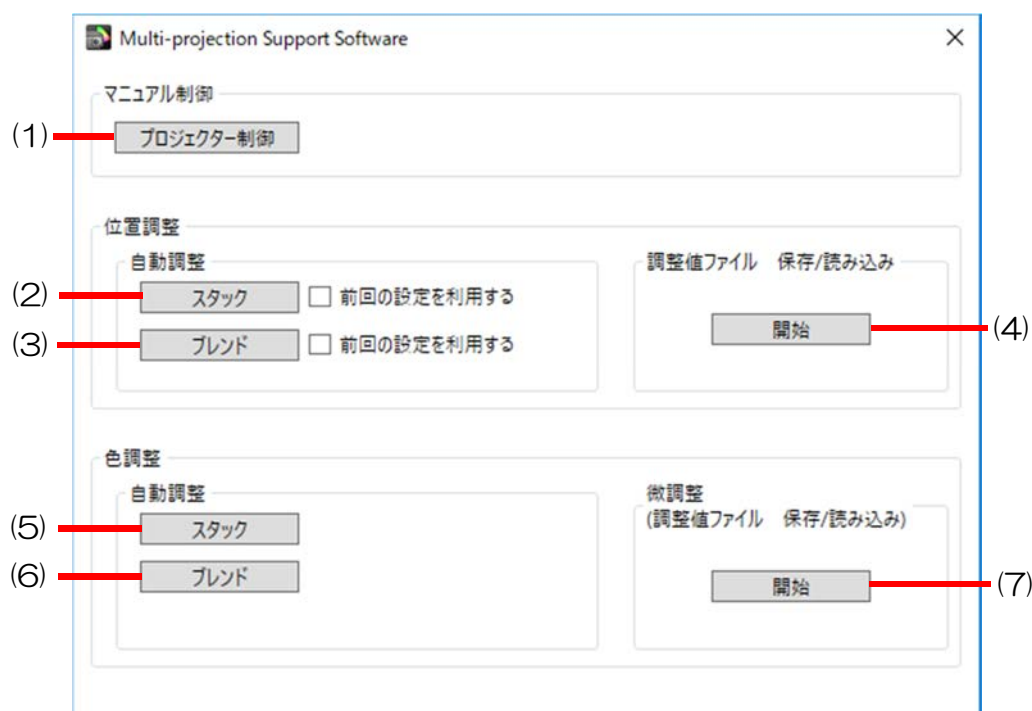 Multi-projection Support Software
マニュアル制御
(1) プロジェクター制御
位置調整
自動調整
(2) スタック 前回の設定を利用する
(3) ブレンド 前回の設定を利用する
調整値ファイル 保存/読み込み
開始 (4)
色調整
自動調整
(5) スタック
(6) ブレンド
微調整
(調整値ファイル 保存/読み込み)
開始 (7)